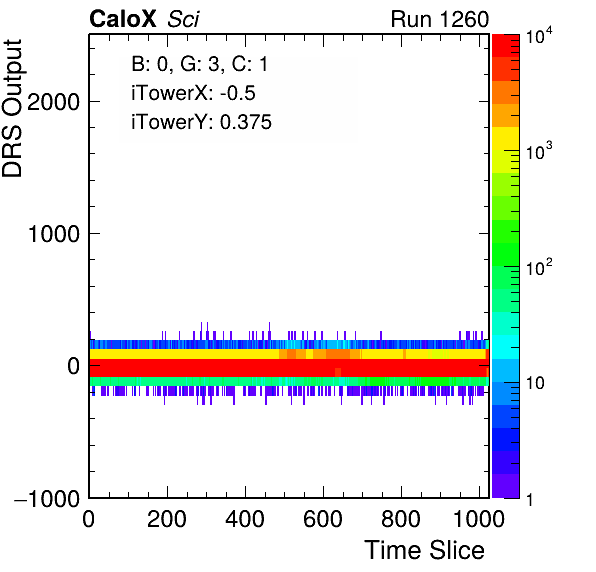 CaloX Sci Run 1260
DRS Output
B: 0, G: 3, C: 1
iTowerX: -0.5
iTowerY: 0.375
2000
1000
0
−1000
0 200 400 600 800 1000
Time Slice
10⁴
10³
10²
10
1